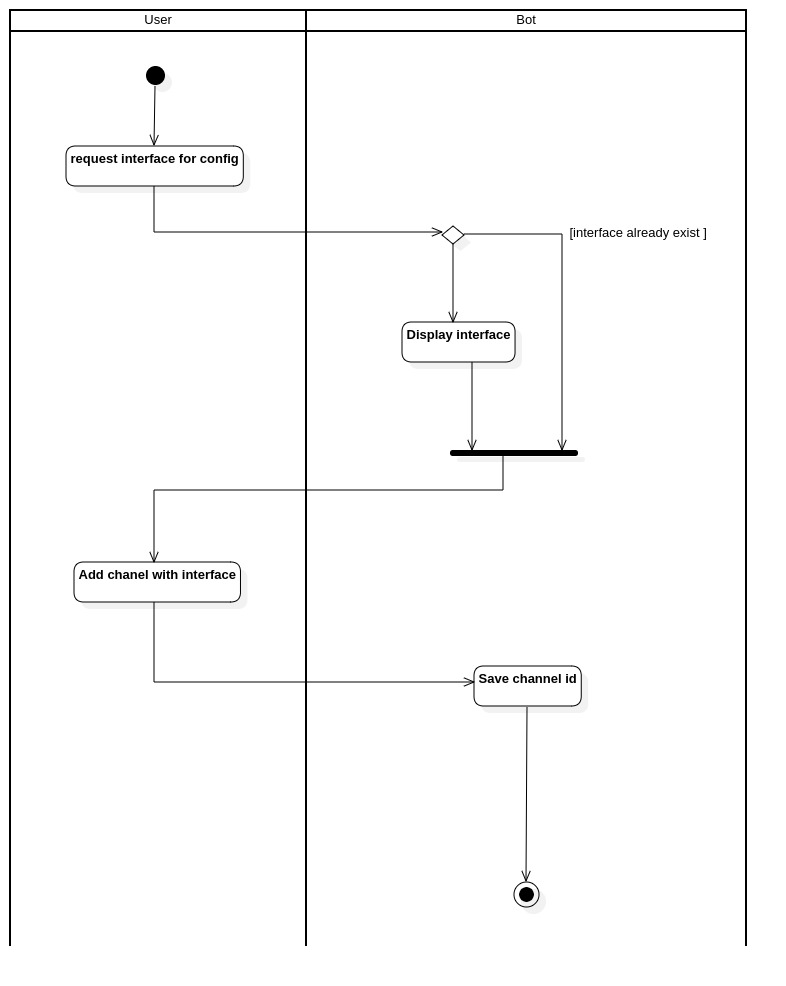 User
Bot
request interface for config
[interface already exist ]
Display interface
Add chanel with interface
Save channel id